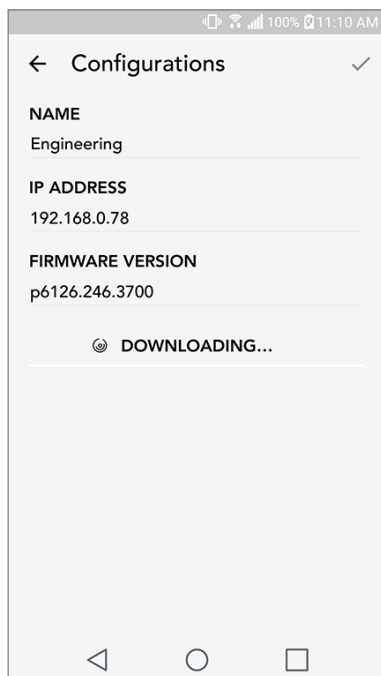 100% 11:10 AM
Configurations
NAME
Engineering
IP ADDRESS
192.168.0.78
FIRMWARE VERSION
p6126.246.3700
DOWNLOADING...